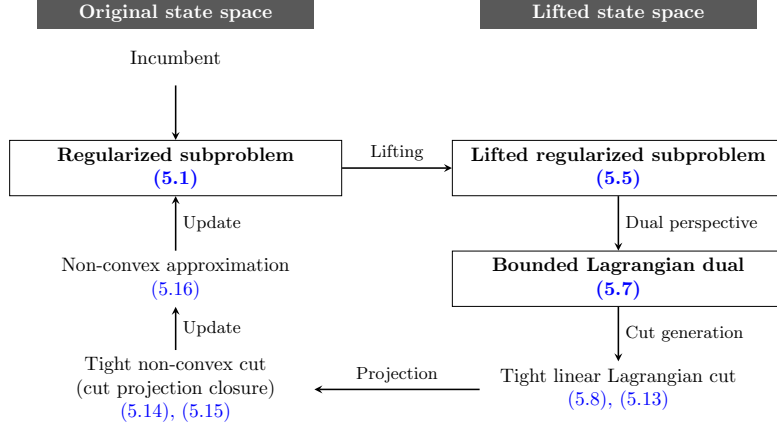 Original state space
Lifted state space
Incumbent
Regularized subproblem
(5.1)
Lifting
Lifted regularized subproblem
(5.5)
Update
Dual perspective
Non-convex approximation
(5.16)
Bounded Lagrangian dual
(5.7)
Update
Cut generation
Tight non-convex cut
(cut projection closure)
(5.14), (5.15)
Projection
Tight linear Lagrangian cut
(5.8), (5.13)